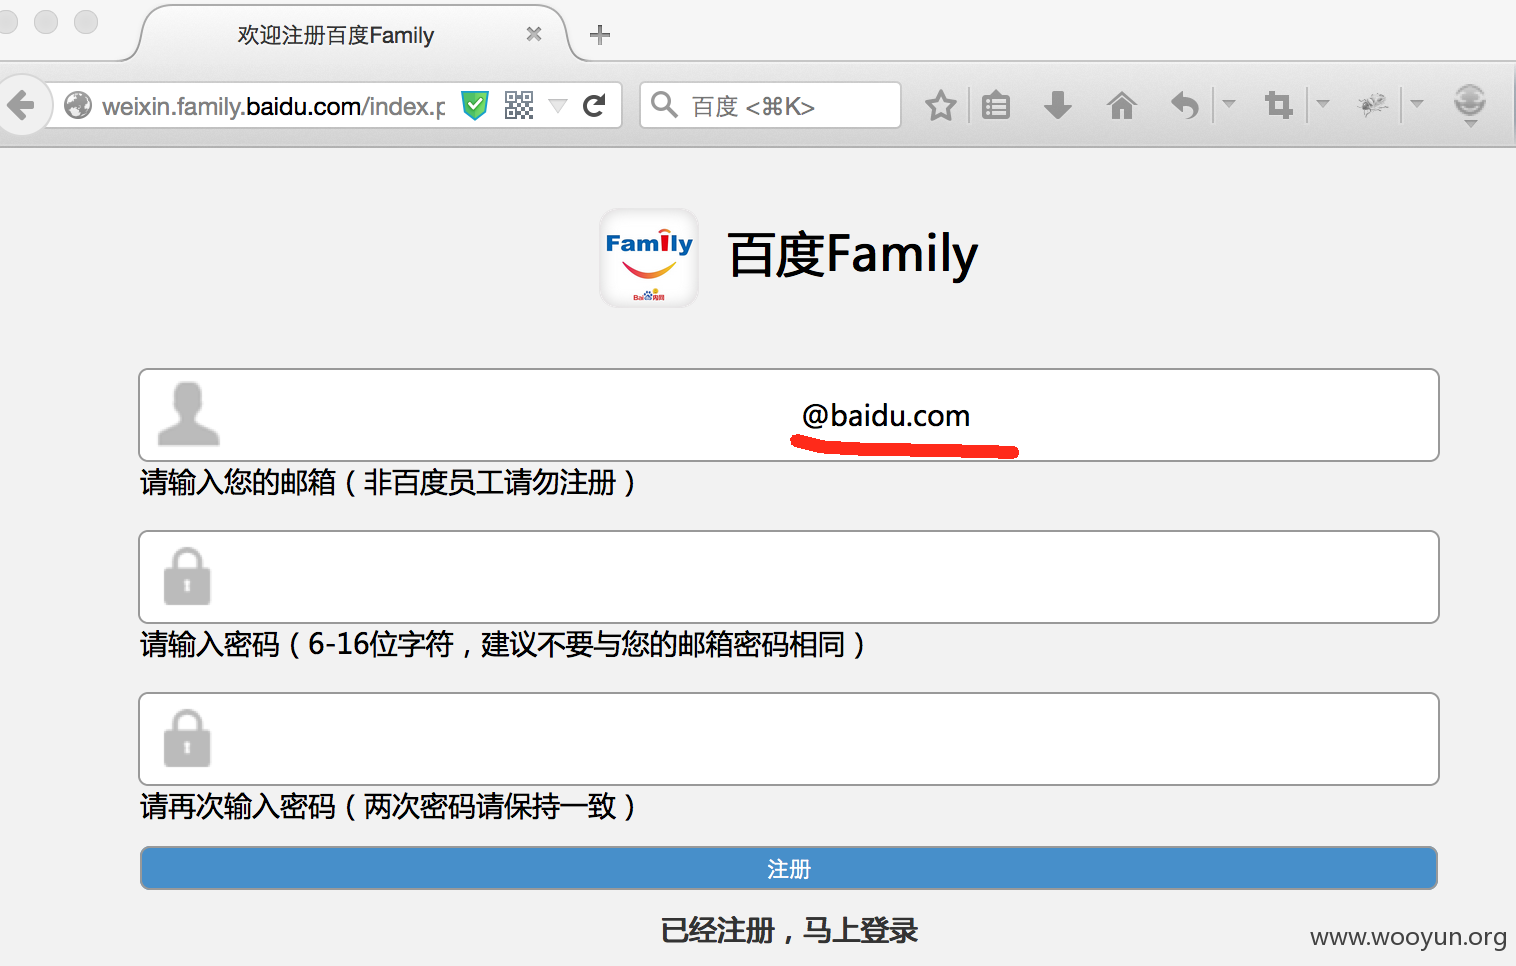 欢迎注册百度Family
weixin.family.baidu.com/index.p
百度 <⌘K>
Family
Bai du 内网
百度Family
@baidu.com
请输入您的邮箱（非百度员工请勿注册）
请输入密码（6-16位字符，建议不要与您的邮箱密码相同）
请再次输入密码（两次密码请保持一致）
注册
已经注册，马上登录
www.wooyun.org